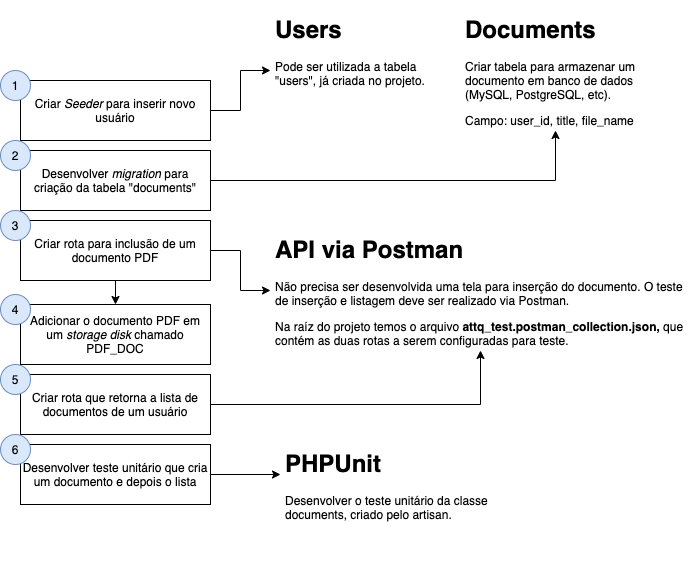 Users
Pode ser utilizada a tabela
"users", já criada no projeto.
Documents
Criar tabela para armazenar um
documento em banco de dados
(MySQL, PostgreSQL, etc).
Campo: user_id, title, file_name
1
Criar Seeder para inserir novo
usuário
2
Desenvolver migration para
criação da tabela "documents"
3
Criar rota para inclusão de um
documento PDF
API via Postman
Não precisa ser desenvolvida uma tela para inserção do documento. O teste
de inserção e listagem deve ser realizado via Postman.
Na raíz do projeto temos o arquivo attq_test.postman_collection.json, que
contém as duas rotas a serem configuradas para teste.
4
Adicionar o documento PDF em
um storage disk chamado
PDF_DOC
5
Criar rota que retorna a lista de
documentos de um usuário
6
Desenvolver teste unitário que cria
um documento e depois o lista
PHPUnit
Desenvolver o teste unitário da classe
documents, criado pelo artisan.